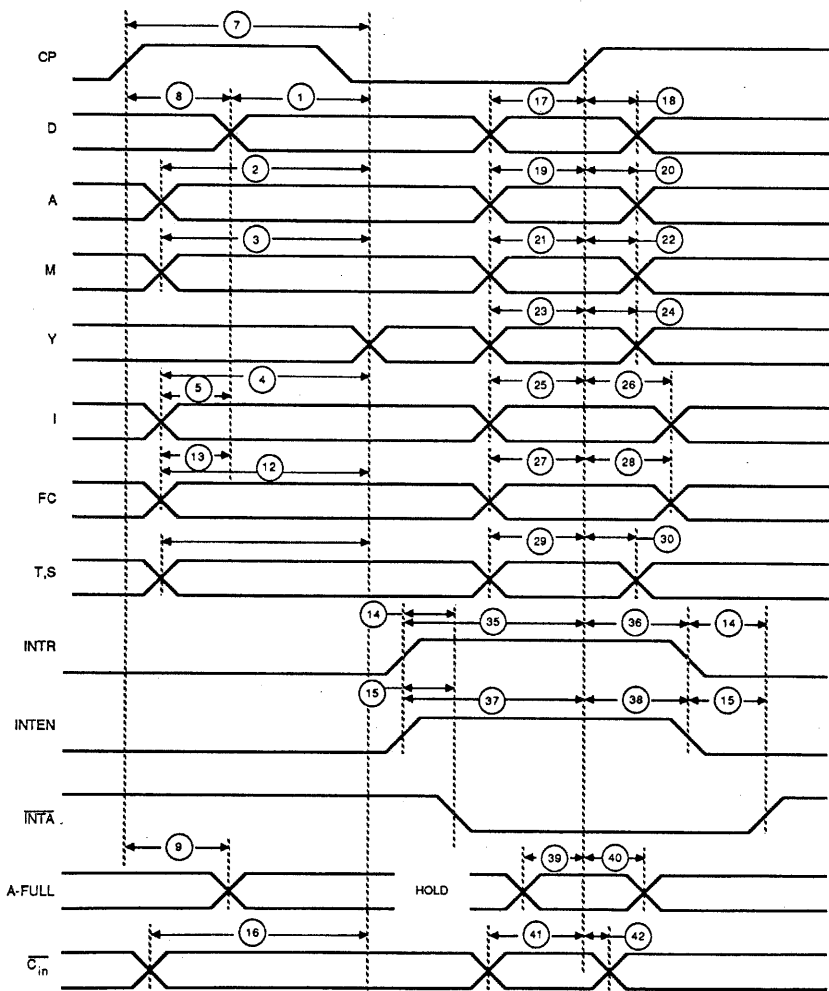 7
CP
8 1 17 18
D
2 19 20
A
3 21 22
M
23 24
Y
4
5 25 26
I
13 12 27 28
FC
29 30
T,S
14 35 36 14
INTR
15 37 38 15
INTEN
INTA
9 39 40
A-FULL HOLD
16 41 42
Cin